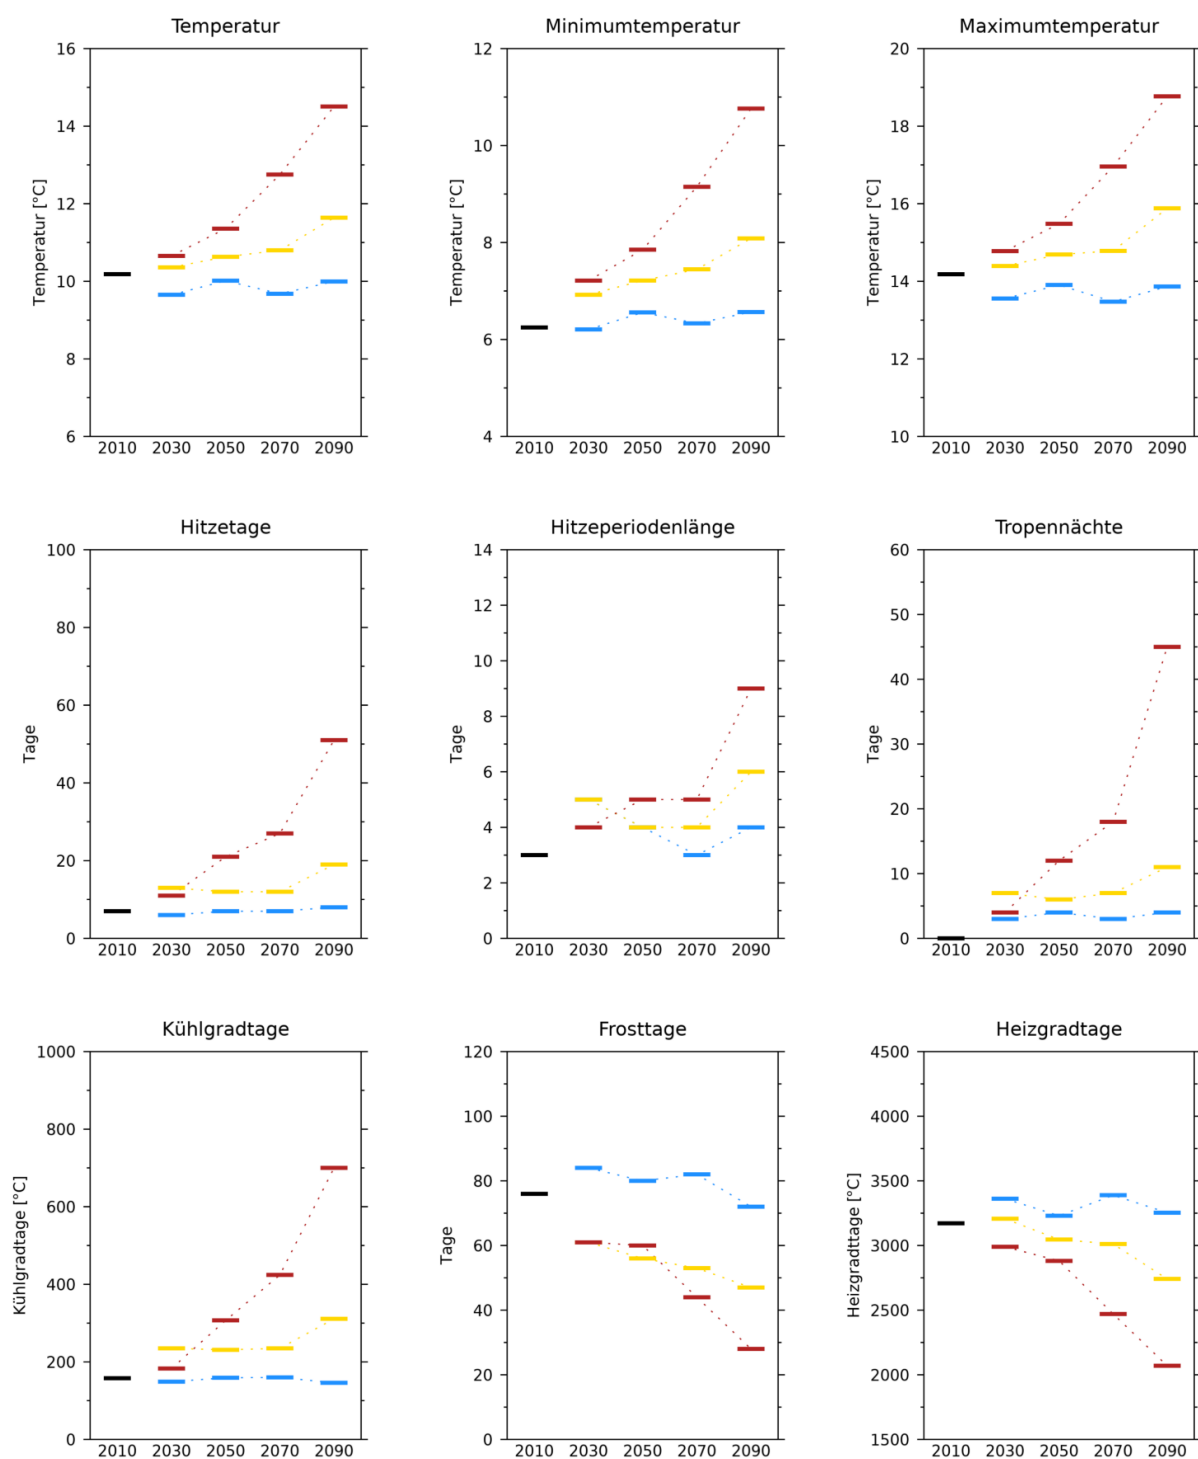 Temperatur
Minimumtemperatur
Maximumtemperatur
Temperatur [°C]
16
14
12
10
8
6
2010 2030 2050 2070 2090
Temperatur [°C]
12
10
8
6
4
2010 2030 2050 2070 2090
Temperatur [°C]
20
18
16
14
12
10
2010 2030 2050 2070 2090
Hitzetage
Hitzeperiodenlänge
Tropennächte
Tage
100
80
60
40
20
0
2010 2030 2050 2070 2090
Tage
14
12
10
8
6
4
2
0
2010 2030 2050 2070 2090
Tage
60
50
40
30
20
10
0
2010 2030 2050 2070 2090
Kühlgradtage
Frosttage
Heizgradtage
Kühlgradtage [°C]
1000
800
600
400
200
0
2010 2030 2050 2070 2090
Tage
120
100
80
60
40
20
0
2010 2030 2050 2070 2090
Heizgradttage [°C]
4500
4000
3500
3000
2500
2000
1500
2010 2030 2050 2070 2090